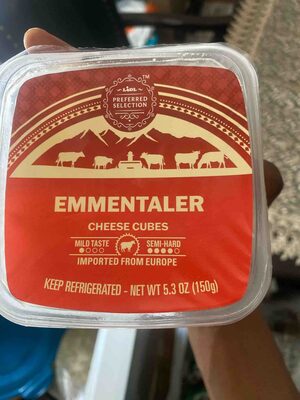 LIDL
PREFERRED
SELECTION
TM
EMMENTALER
CHEESE CUBES
MILD TASTE SEMI-HARD
IMPORTED FROM EUROPE
KEEP REFRIGERATED - NET WT 5.3 OZ (150g)